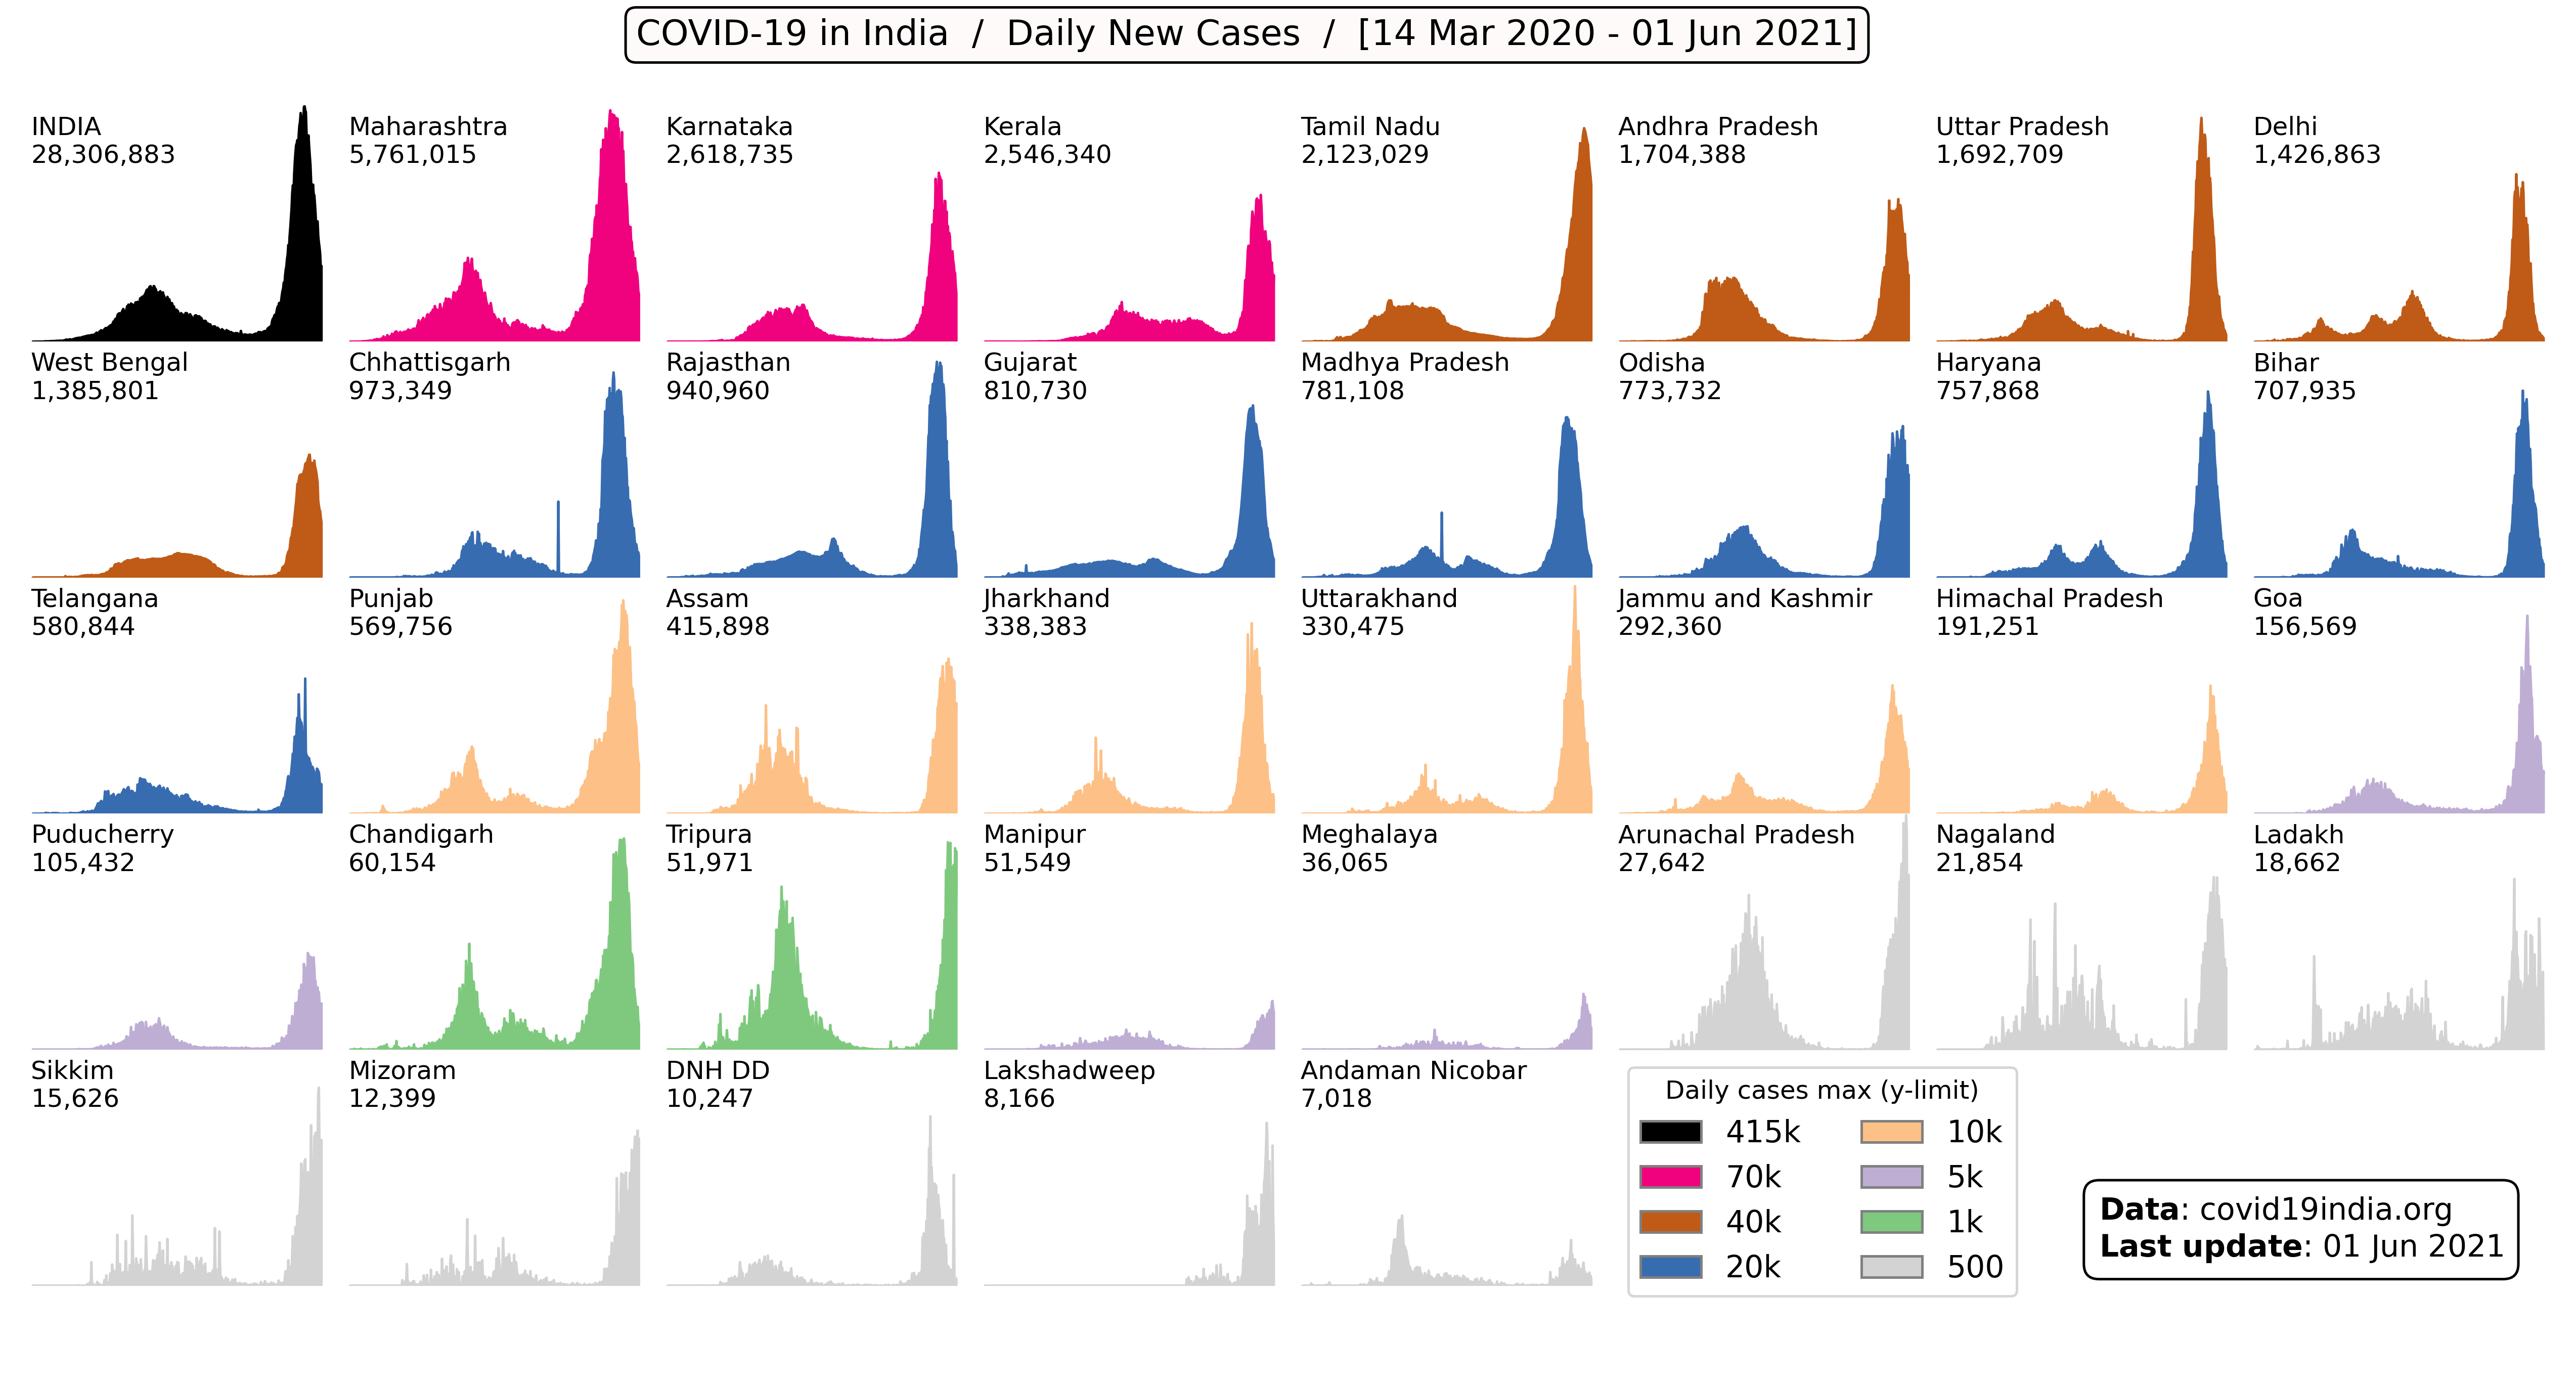 COVID-19 in India / Daily New Cases / [14 Mar 2020 - 01 Jun 2021]
INDIA
28,306,883
Maharashtra
5,761,015
Karnataka
2,618,735
Kerala
2,546,340
Tamil Nadu
2,123,029
Andhra Pradesh
1,704,388
Uttar Pradesh
1,692,709
Delhi
1,426,863
West Bengal
1,385,801
Chhattisgarh
973,349
Rajasthan
940,960
Gujarat
810,730
Madhya Pradesh
781,108
Odisha
773,732
Haryana
757,868
Bihar
707,935
Telangana
580,844
Punjab
569,756
Assam
415,898
Jharkhand
338,383
Uttarakhand
330,475
Jammu and Kashmir
292,360
Himachal Pradesh
191,251
Goa
156,569
Puducherry
105,432
Chandigarh
60,154
Tripura
51,971
Manipur
51,549
Meghalaya
36,065
Arunachal Pradesh
27,642
Nagaland
21,854
Ladakh
18,662
Sikkim
15,626
Mizoram
12,399
DNH DD
10,247
Lakshadweep
8,166
Andaman Nicobar
7,018
Daily cases max (y-limit)
415k
70k
40k
20k
10k
5k
1k
500
Data: covid19india.org
Last update: 01 Jun 2021